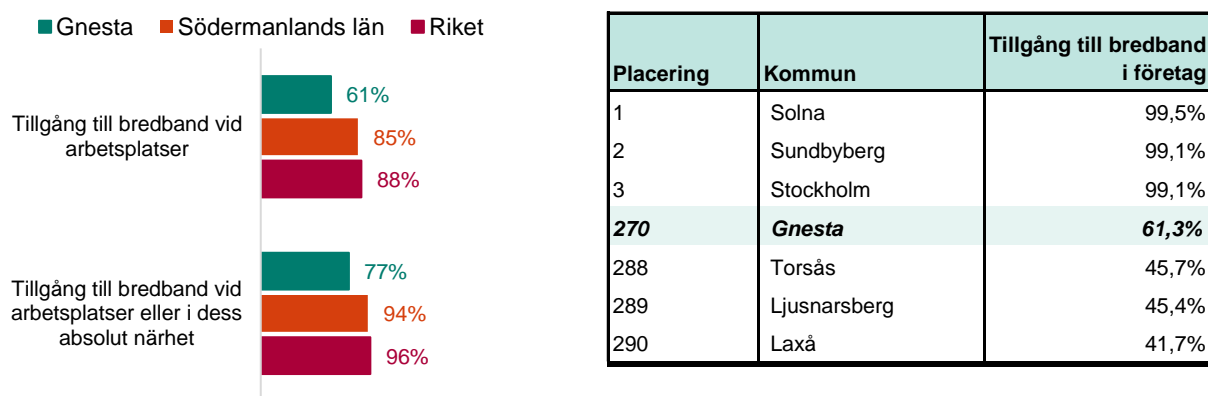 Gnesta Södermanlands län Riket
Tillgång till bredband vid
arbetsplatser
61%
85%
88%
Tillgång till bredband vid
arbetsplatser eller i dess
absolut närhet
77%
94%
96%
Placering Kommun Tillgång till bredband
i företag
1 Solna 99,5%
2 Sundbyberg 99,1%
3 Stockholm 99,1%
270 Gnesta 61,3%
288 Torsås 45,7%
289 Ljusnarsberg 45,4%
290 Laxå 41,7%